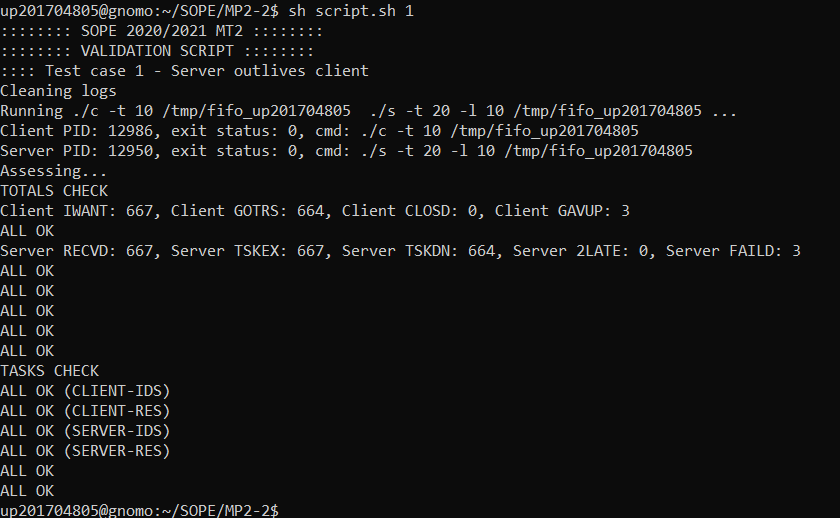 up201704805@gnomo:~/SOPE/MP2-2$ sh script.sh 1
:::::::: SOPE 2020/2021 MT2 ::::::::
:::::::: VALIDATION SCRIPT ::::::::
:::: Test case 1 - Server outlives client
Cleaning logs
Running ./c -t 10 /tmp/fifo_up201704805  ./s -t 20 -l 10 /tmp/fifo_up201704805 ...
Client PID: 12986, exit status: 0, cmd: ./c -t 10 /tmp/fifo_up201704805
Server PID: 12950, exit status: 0, cmd: ./s -t 20 -l 10 /tmp/fifo_up201704805
Assessing...
TOTALS CHECK
Client IWANT: 667, Client GOTRS: 664, Client CLOSD: 0, Client GAVUP: 3
ALL OK
Server RECVD: 667, Server TSKEX: 667, Server TSKDN: 664, Server 2LATE: 0, Server FAILD: 3
ALL OK
ALL OK
ALL OK
ALL OK
ALL OK
TASKS CHECK
ALL OK (CLIENT-IDS)
ALL OK (CLIENT-RES)
ALL OK (SERVER-IDS)
ALL OK (SERVER-RES)
ALL OK
ALL OK
up201704805@gnomo:~/SOPE/MP2-2$